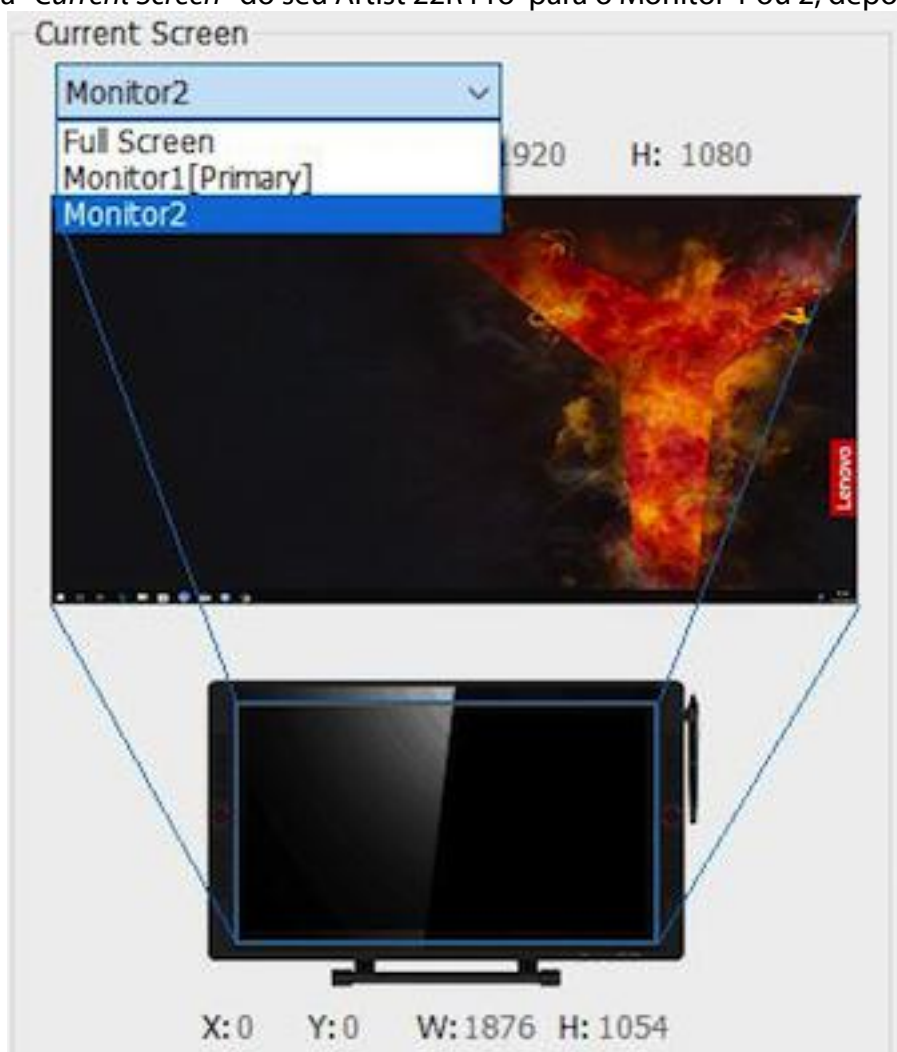 "Current Screen" do seu Artist 22R Pro para o Monitor 1 ou 2,
Current Screen
Monitor2
Full Screen
1920 H: 1080
Monitor1[Primary]
Monitor2
Lenovo
X: 0 Y: 0 W: 1876 H: 1054